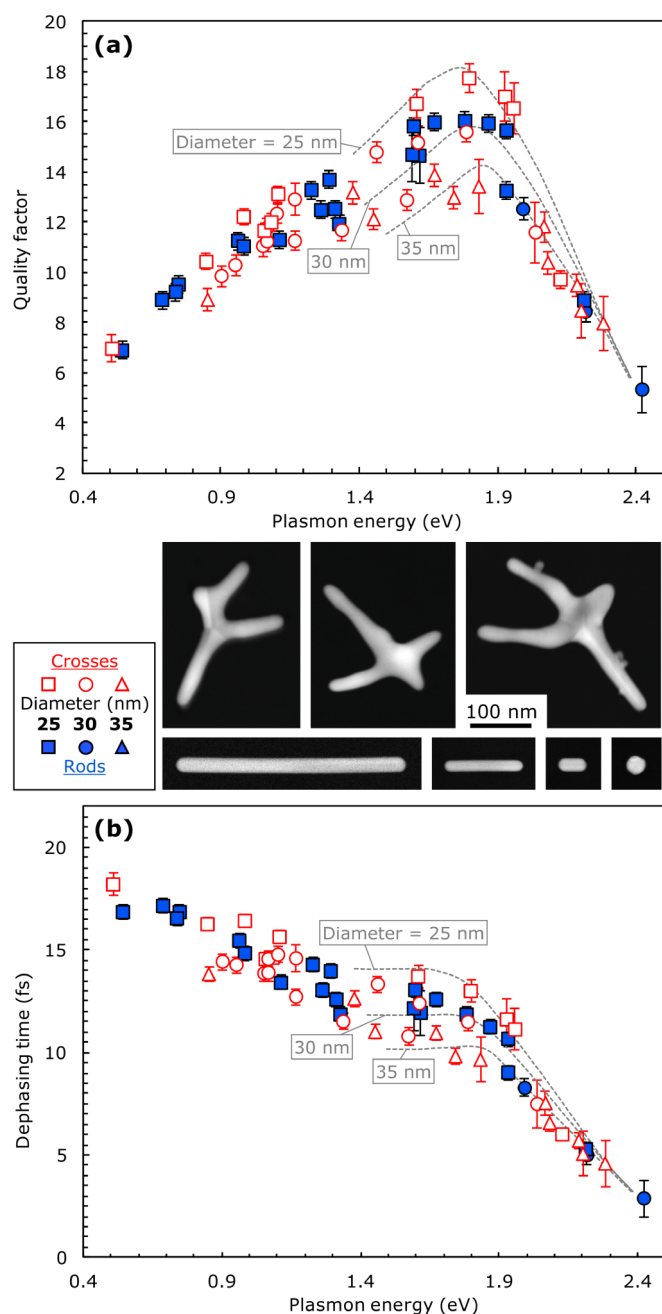 (a)
20
18
16
14
12
10
8
6
4
2
Quality factor
Diameter = 25 nm
30 nm
35 nm
0.4
0.9
1.4
1.9
2.4
Plasmon energy (eV)
Crosses
Diameter (nm)
25 30 35
Rods
100 nm
(b)
20
15
10
5
0
Dephasing time (fs)
Diameter = 25 nm
30 nm
35 nm
0.4
0.9
1.4
1.9
2.4
Plasmon energy (eV)